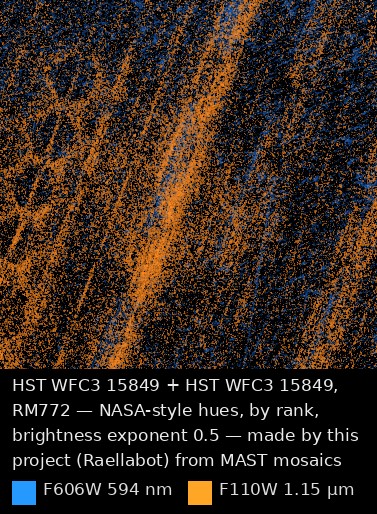 HST WFC3 15849 + HST WFC3 15849,
RM772 — NASA-style hues, by rank,
brightness exponent 0.5 — made by this
project (Raellabot) from MAST mosaics
F606W 594 nm F110W 1.15 µm